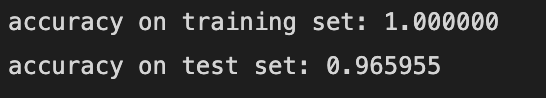 accuracy on training set: 1.000000
accuracy on test set: 0.965955